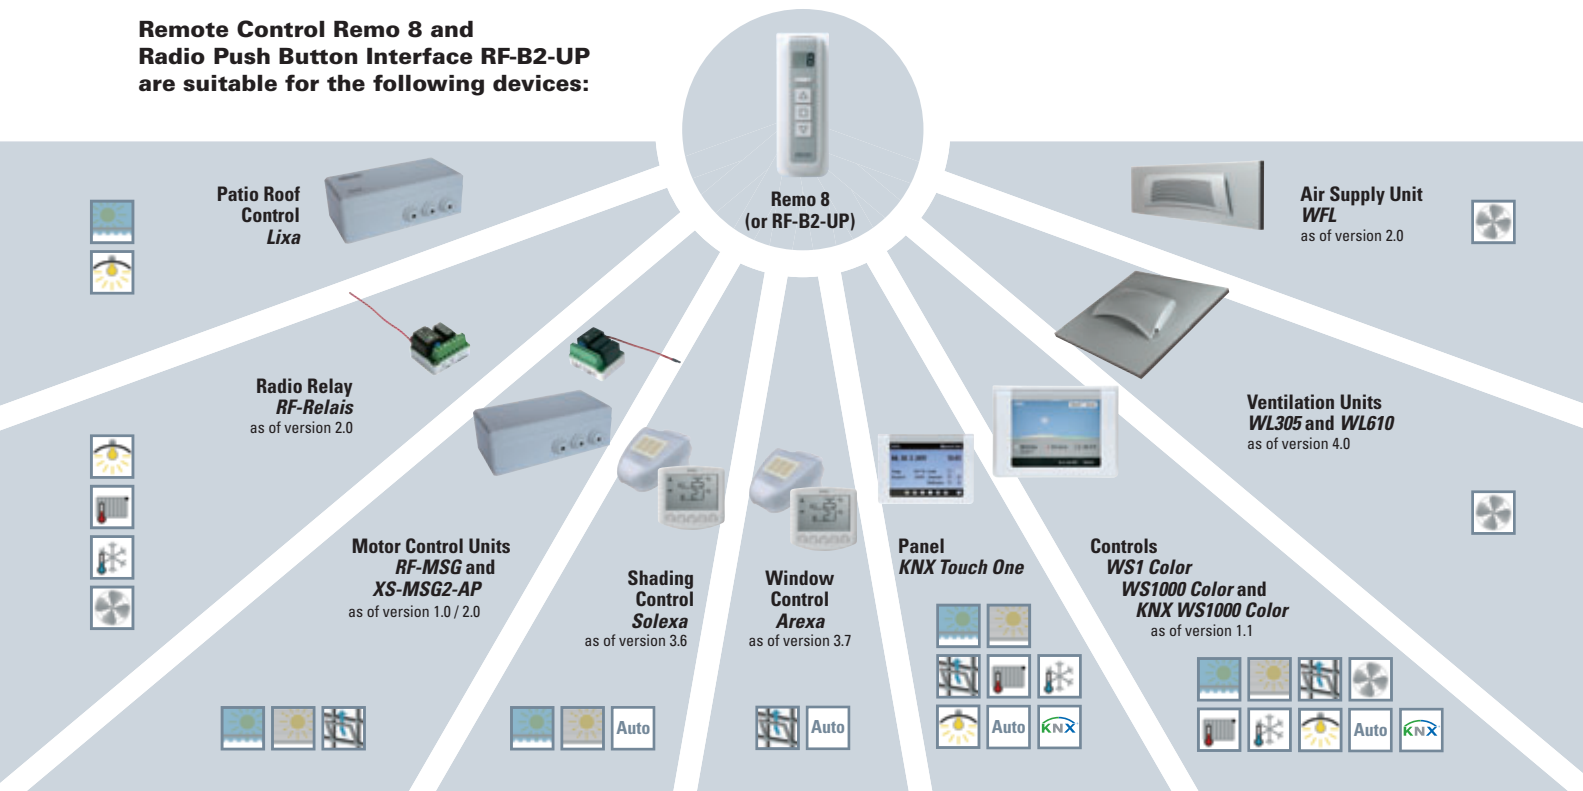 Remote Control Remo 8 and
Radio Push Button Interface RF-B2-UP
are suitable for the following devices:
Remo 8
(or RF-B2-UP)
Patio Roof
Control
Lixa
Air Supply Unit
WFL
as of version 2.0
Radio Relay
RF-Relais
as of version 2.0
Ventilation Units
WL305 and WL610
as of version 4.0
Motor Control Units
RF-MSG and
XS-MSG2-AP
as of version 1.0 / 2.0
Shading
Control
Solexa
as of version 3.6
Auto
Window
Control
Arexa
as of version 3.7
Auto
Panel
KNX Touch One
Auto
KNX
Controls
WS1 Color
WS1000 Color and
KNX WS1000 Color
as of version 1.1
Auto
KNX